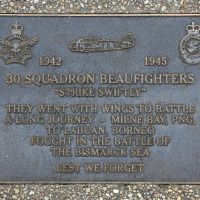 1942 1945
30 SQUADRON BEAUFIGHTERS
"STRIKE SWIFTLY"
THEY WENT WITH WINGS TO BATTLE
A LONG JOURNEY - MILNE BAY, PNG,
TO LABUAN, BORNEO
FOUGHT IN THE BATTLE OF
THE BISMARCK SEA
LEST WE FORGET